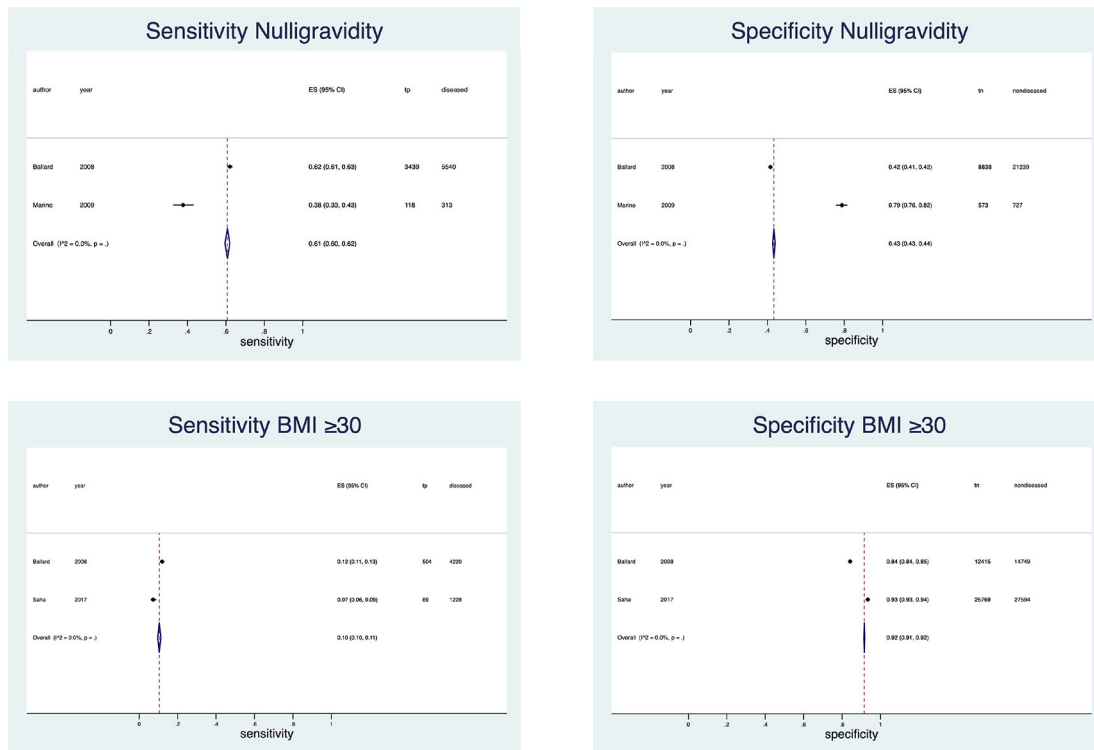 Sensitivity Nulligravidity
author year ES (95% CI) tp diseased
Ballard 2008 0.62 (0.61, 0.63) 3439 5540
Marino 2009 0.38 (0.33, 0.43) 118 313
Overall (I^2 = 0.0%, p = .) 0.61 (0.60, 0.62)
0 .2 .4 .6 .8 1
sensitivity
Specificity Nulligravidity
author year ES (95% CI) tn nondiseased
Ballard 2008 0.42 (0.41, 0.42) 8838 21239
Marino 2009 0.79 (0.76, 0.82) 573 727
Overall (I^2 = 0.0%, p = .) 0.43 (0.43, 0.44)
0 .2 .4 .6 .8 1
specificity
Sensitivity BMI ≥30
author year ES (95% CI) tp diseased
Ballard 2008 0.12 (0.11, 0.13) 504 4220
Saha 2017 0.07 (0.06, 0.09) 89 1228
Overall (I^2 = 0.0%, p = .) 0.10 (0.10, 0.11)
0 .2 .4 .6 .8 1
sensitivity
Specificity BMI ≥30
author year ES (95% CI) tn nondiseased
Ballard 2008 0.84 (0.84, 0.85) 12415 14749
Saha 2017 0.93 (0.93, 0.94) 25769 27594
Overall (I^2 = 0.0%, p = .) 0.92 (0.91, 0.92)
0 .2 .4 .6 .8 1
specificity